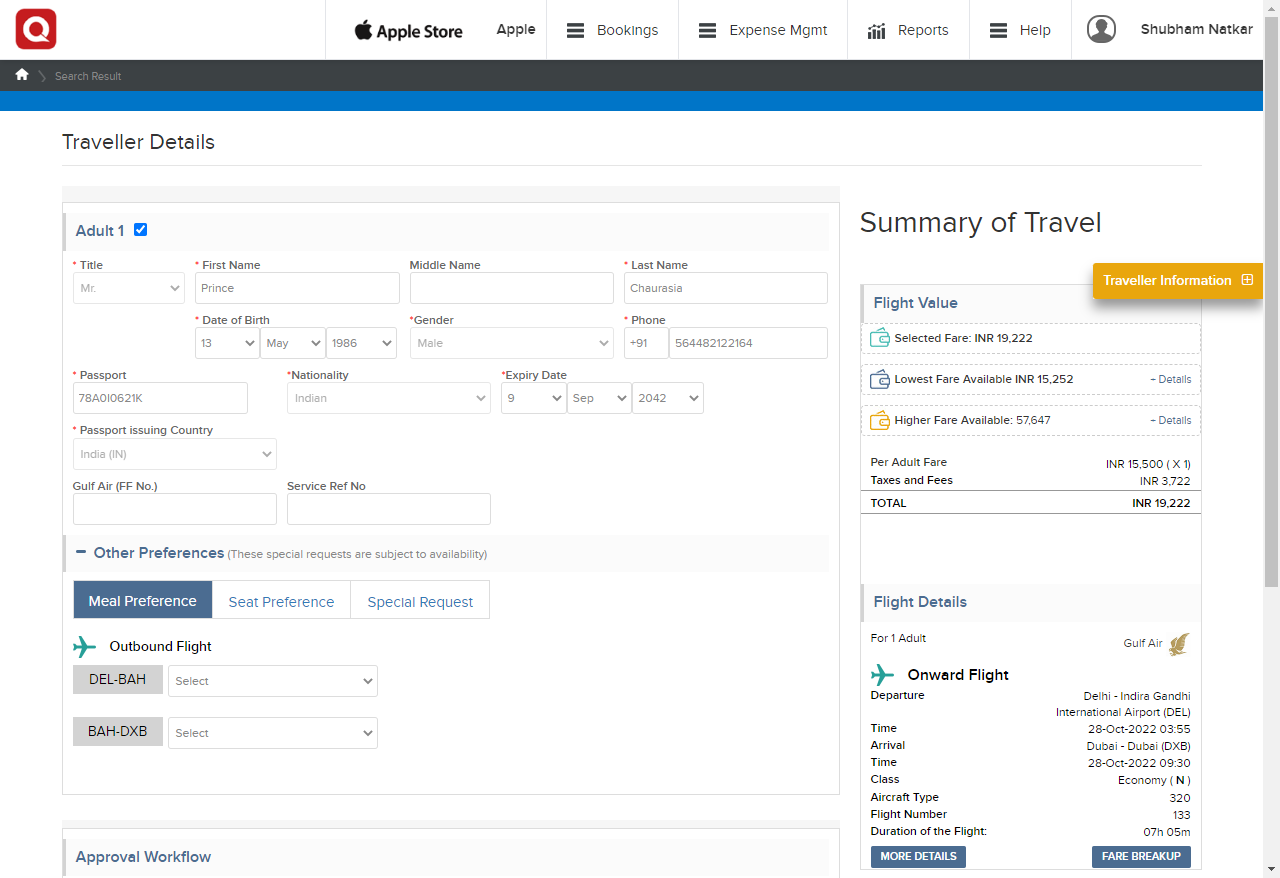 Apple Store
Apple
Bookings
Expense Mgmt
Reports
Help
Shubham Natkar
Search Result
Traveller Details
Adult 1
* Title
* First Name
Middle Name
* Last Name
Mr.
Prince
Chaurasia
* Date of Birth
*Gender
* Phone
13
May
1986
Male
+91
564482122164
* Passport
*Nationality
*Expiry Date
78A0I0621K
Indian
9
Sep
2042
* Passport issuing Country
India (IN)
Gulf Air (FF No.)
Service Ref No
Other Preferences (These special requests are subject to availability)
Meal Preference
Seat Preference
Special Request
Outbound Flight
DEL-BAH
Select
BAH-DXB
Select
Approval Workflow
Summary of Travel
Traveller Information
Flight Value
Selected Fare: INR 19,222
Lowest Fare Available INR 15,252
+ Details
Higher Fare Available: 57,647
+ Details
Per Adult Fare
INR 15,500 ( X 1)
Taxes and Fees
INR 3,722
TOTAL
INR 19,222
Flight Details
For 1 Adult
Gulf Air
Onward Flight
Departure
Delhi - Indira Gandhi
International Airport (DEL)
Time
28-Oct-2022 03:55
Arrival
Dubai - Dubai (DXB)
Time
28-Oct-2022 09:30
Class
Economy ( N )
Aircraft Type
320
Flight Number
133
Duration of the Flight:
07h 05m
MORE DETAILS
FARE BREAKUP